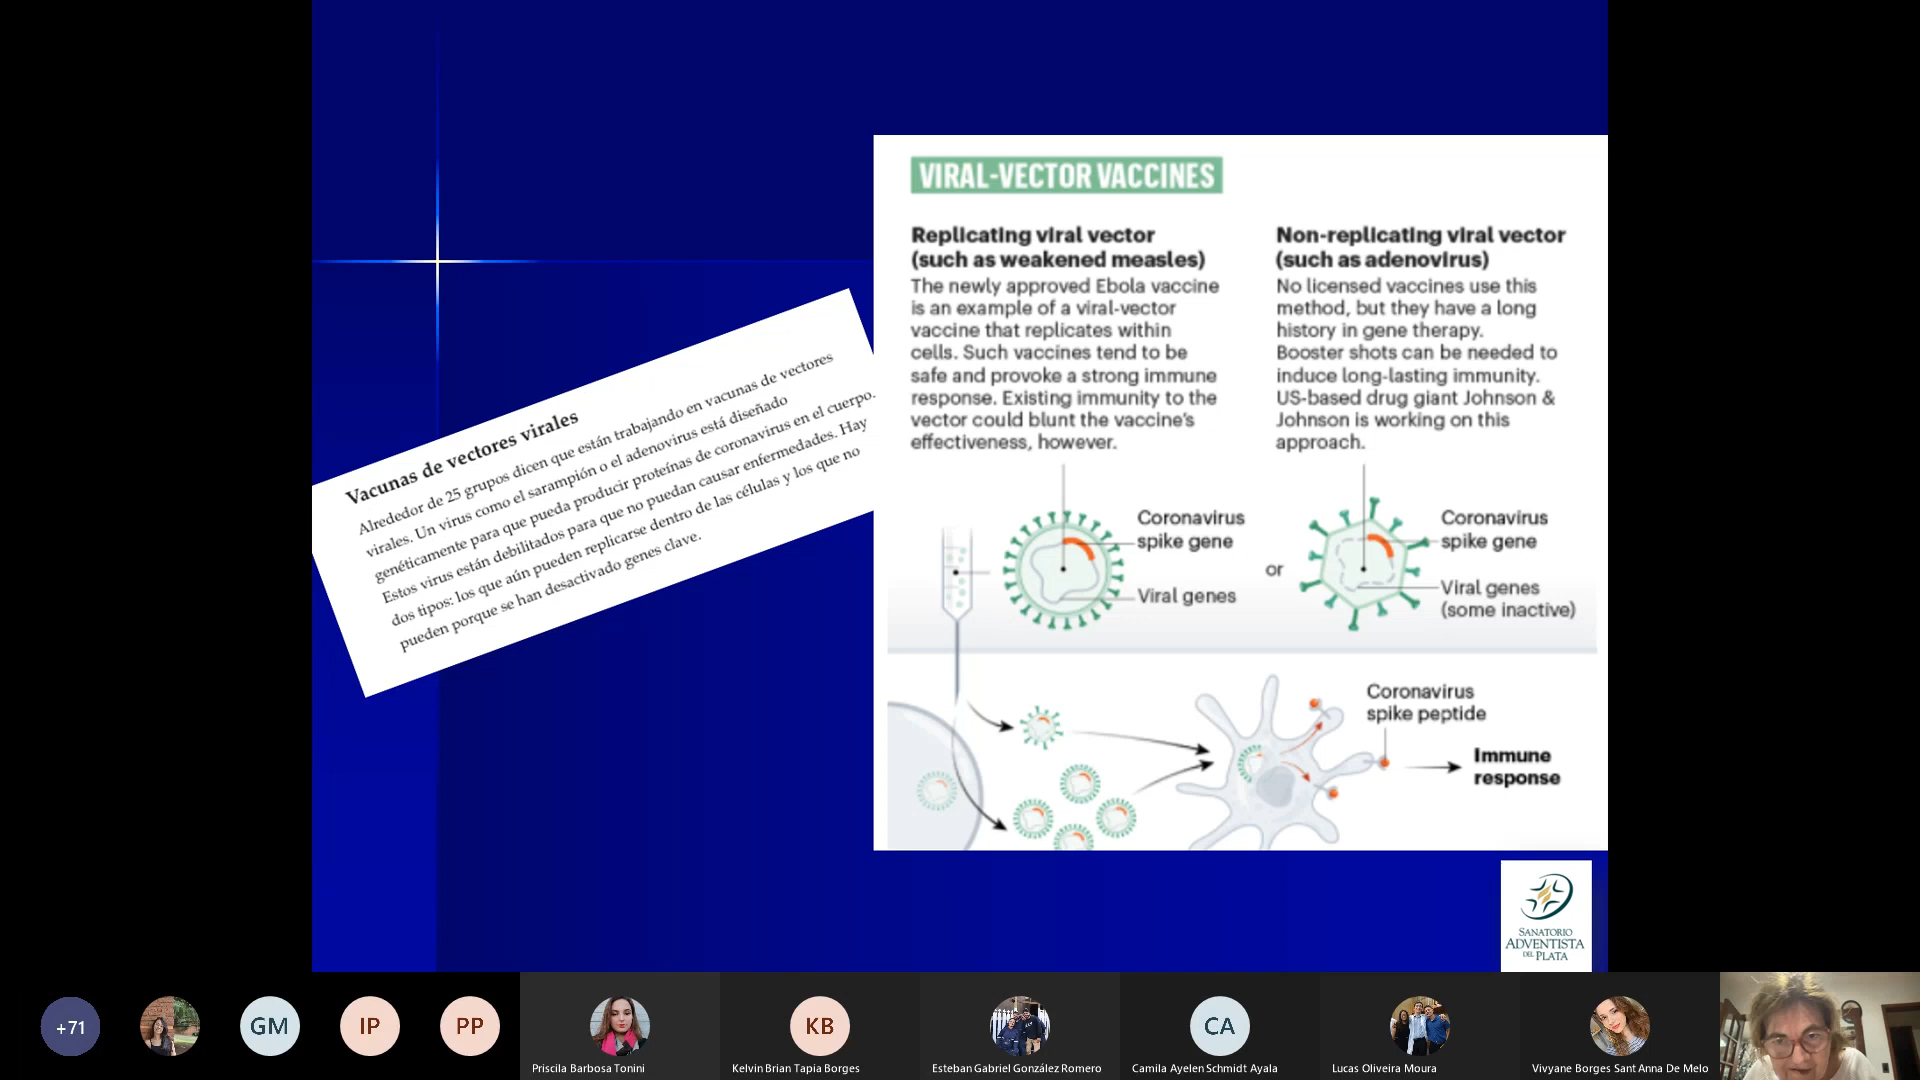 Vacunas de vectores virales
Alrededor de 25 grupos dicen que están trabajando en vacunas de vectores
virales. Un virus como el sarampión o el adenovirus está diseñado
genéticamente para que pueda producir proteínas de coronavirus en el cuerpo.
Estos virus están debilitados para que no puedan causar enfermedades. Hay
dos tipos: los que aún pueden replicarse dentro de las células y los que no
pueden porque se han desactivado genes clave.
VIRAL-VECTOR VACCINES
Replicating viral vector
(such as weakened measles)
The newly approved Ebola vaccine
is an example of a viral-vector
vaccine that replicates within
cells. Such vaccines tend to be
safe and provoke a strong immune
response. Existing immunity to the
vector could blunt the vaccine's
effectiveness, however.
Non-replicating viral vector
(such as adenovirus)
No licensed vaccines use this
method, but they have a long
history in gene therapy.
Booster shots can be needed to
induce long-lasting immunity.
US-based drug giant Johnson &
Johnson is working on this
approach.
Coronavirus
spike gene
Viral genes
or
Coronavirus
spike gene
Viral genes
(some inactive)
Coronavirus
spike peptide
Immune
response
SANATORIO
ADVENTISTA
DEL PLATA
+71
GM
IP
PP
KB
CA
Priscila Barbosa Tonini
Kelvin Brian Tapia Borges
Esteban Gabriel González Romero
Camila Ayelen Schmidt Ayala
Lucas Oliveira Moura
Vivyane Borges Sant Anna De Melo